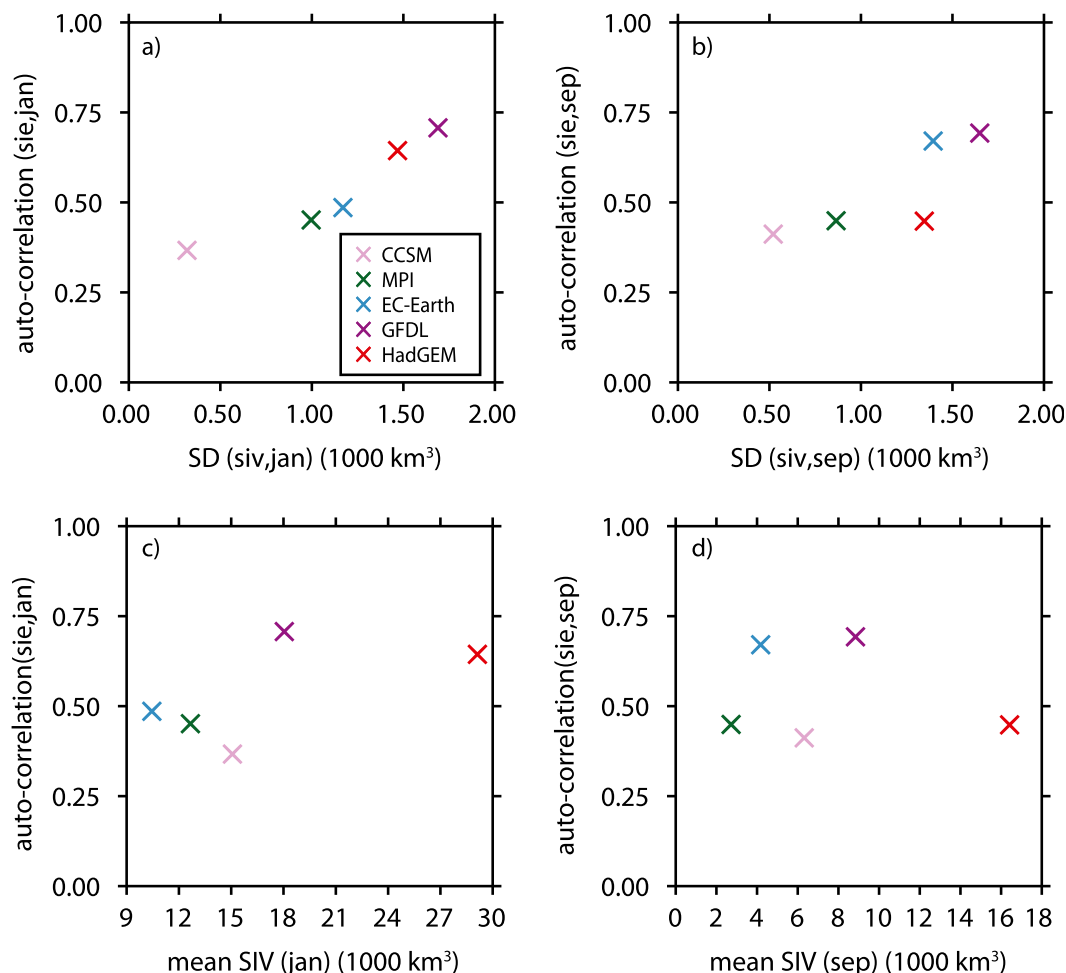 a)
1.00
0.75
0.50
0.25
0.00
auto-correlation (sie,jan)
CCSM
MPI
EC-Earth
GFDL
HadGEM
0.00 0.50 1.00 1.50 2.00
SD (siv,jan) (1000 km³)
b)
1.00
0.75
0.50
0.25
0.00
auto-correlation (sie,sep)
0.00 0.50 1.00 1.50 2.00
SD (siv,sep) (1000 km³)
c)
1.00
0.75
0.50
0.25
0.00
auto-correlation(sie,jan)
9 12 15 18 21 24 27 30
mean SIV (jan) (1000 km³)
d)
1.00
0.75
0.50
0.25
0.00
auto-correlation(sie,sep)
0 2 4 6 8 10 12 14 16 18
mean SIV (sep) (1000 km³)